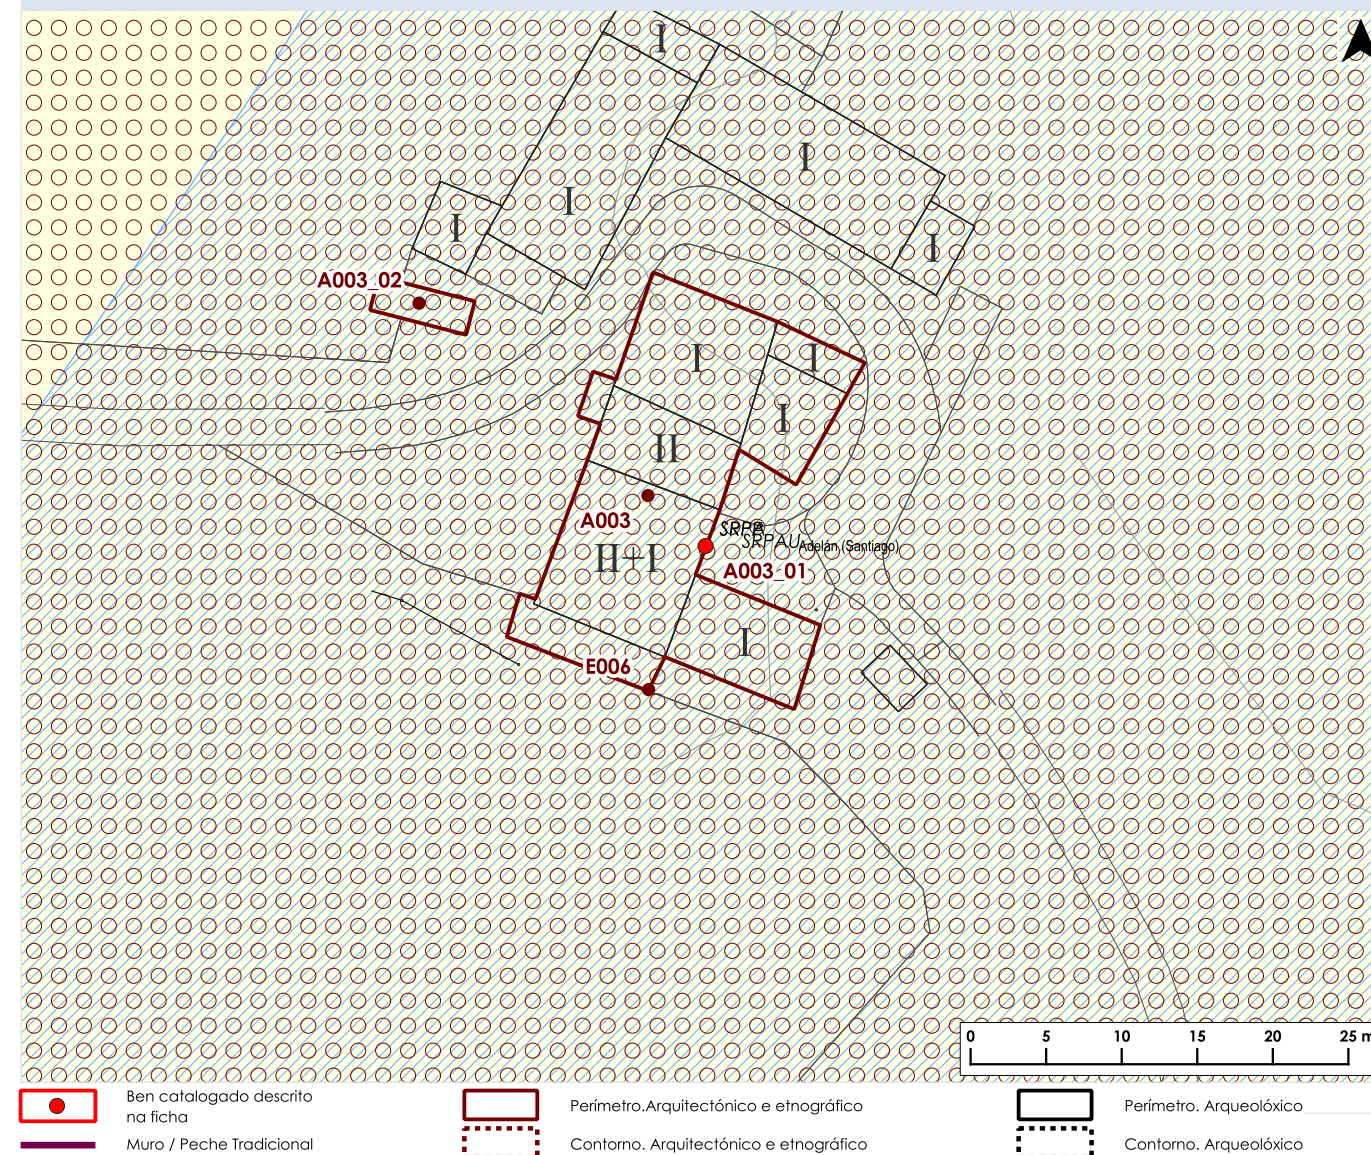 I
I
I
I
I
A003_02
I
I
I
II
A003
SRPB
SRPAU
Adelán (Santiago)
II+I
A003_01
I
E006
0 5 10 15 20 25 m
Ben catalogado descrito
na ficha
Perímetro.Arquitectónico e etnográfico
Perímetro. Arqueolóxico
Muro / Peche Tradicional
Contorno. Arquitectónico e etnográfico
Contorno. Arqueolóxico